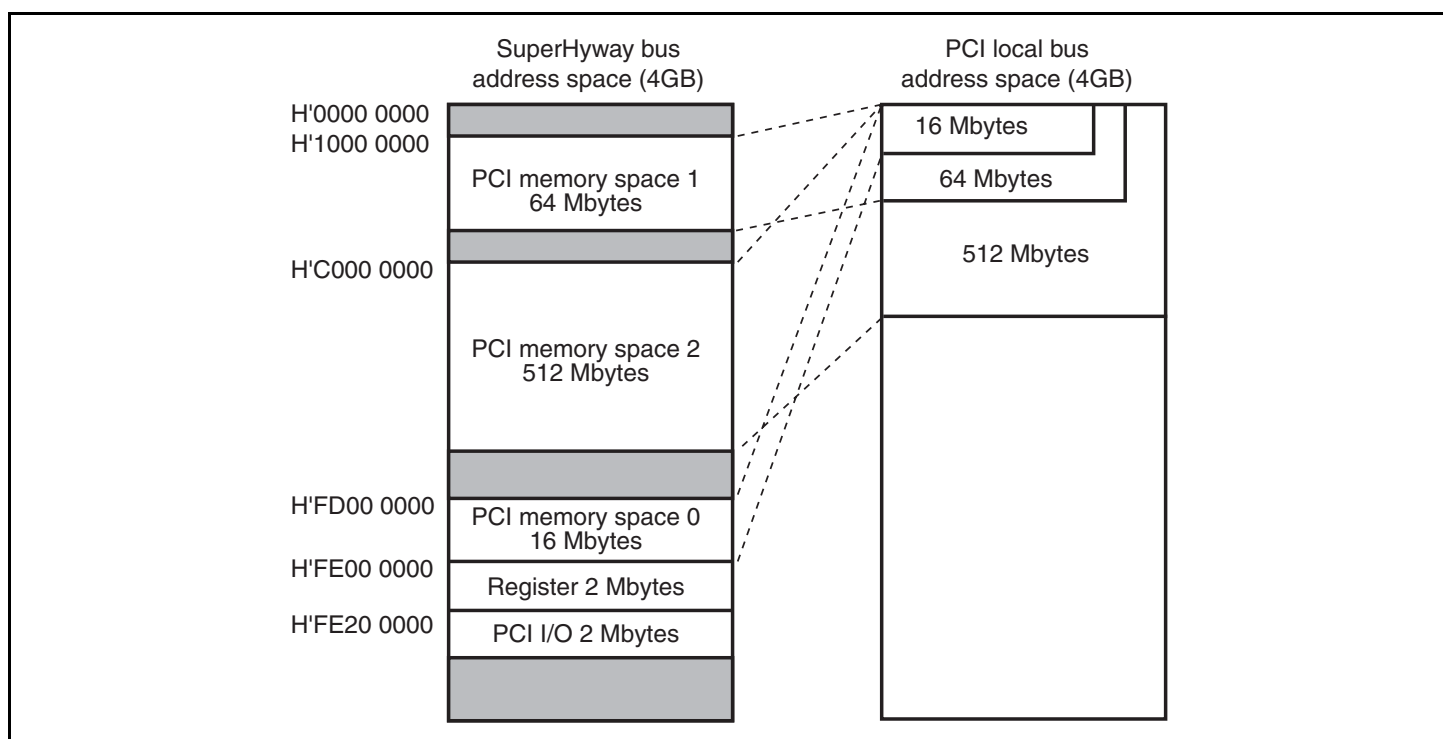 SuperHyway bus
address space (4GB)
PCI local bus
address space (4GB)
H'0000 0000
H'1000 0000
PCI memory space 1
64 Mbytes
H'C000 0000
PCI memory space 2
512 Mbytes
H'FD00 0000
PCI memory space 0
16 Mbytes
H'FE00 0000
Register 2 Mbytes
H'FE20 0000
PCI I/O 2 Mbytes
16 Mbytes
64 Mbytes
512 Mbytes